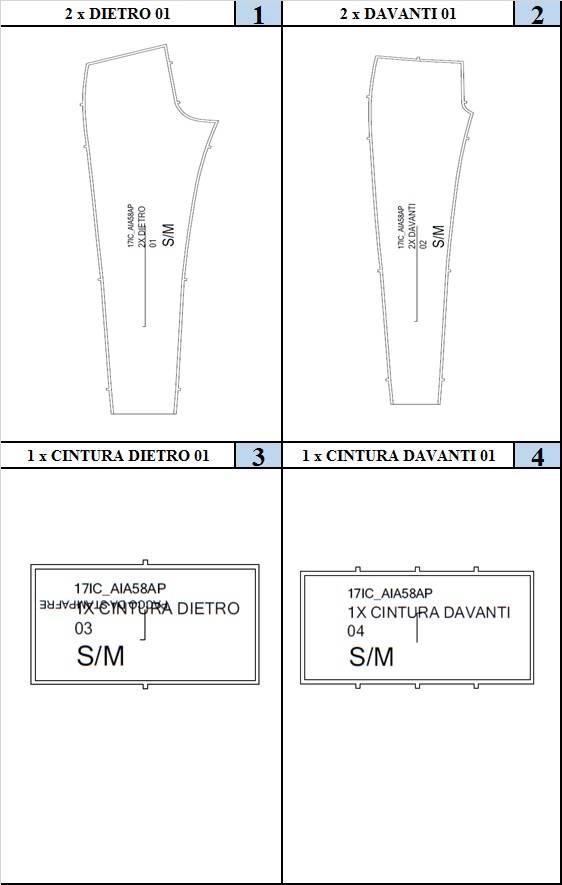 2 x DIETRO 01
1
2 x DAVANTI 01
2
17IC_AIA58AP
2X DIETRO
01
S/M
17IC_AIA58AP
2X DAVANTI
02
S/M
1 x CINTURA DIETRO 01
3
1 x CINTURA DAVANTI 01
4
17IC_AIA58AP
1X CINTURA DIETRO
03
S/M
17IC_AIA58AP
1X CINTURA DAVANTI
04
S/M